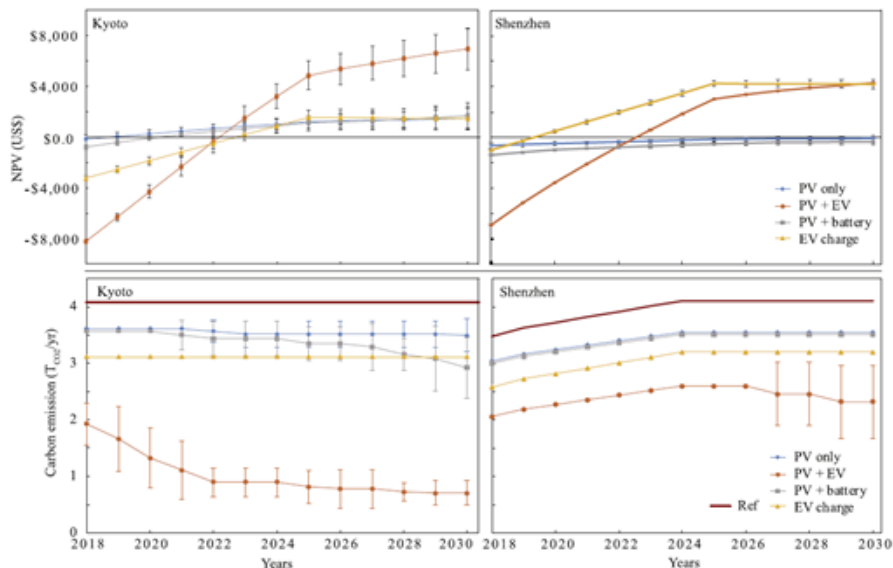 Kyoto
Shenzhen
$8,000
$4,000
$0.0
-$4,000
-$8,000
NPV (US$)
PV only
PV + EV
PV + battery
EV charge
Kyoto
Shenzhen
4
3
2
1
0
Carbon emission (T_CO2/yr)
PV only
PV + EV
PV + battery
EV charge
Ref
2018 2020 2022 2024 2026 2028 2030
2018 2020 2022 2024 2026 2028 2030
Years
Years